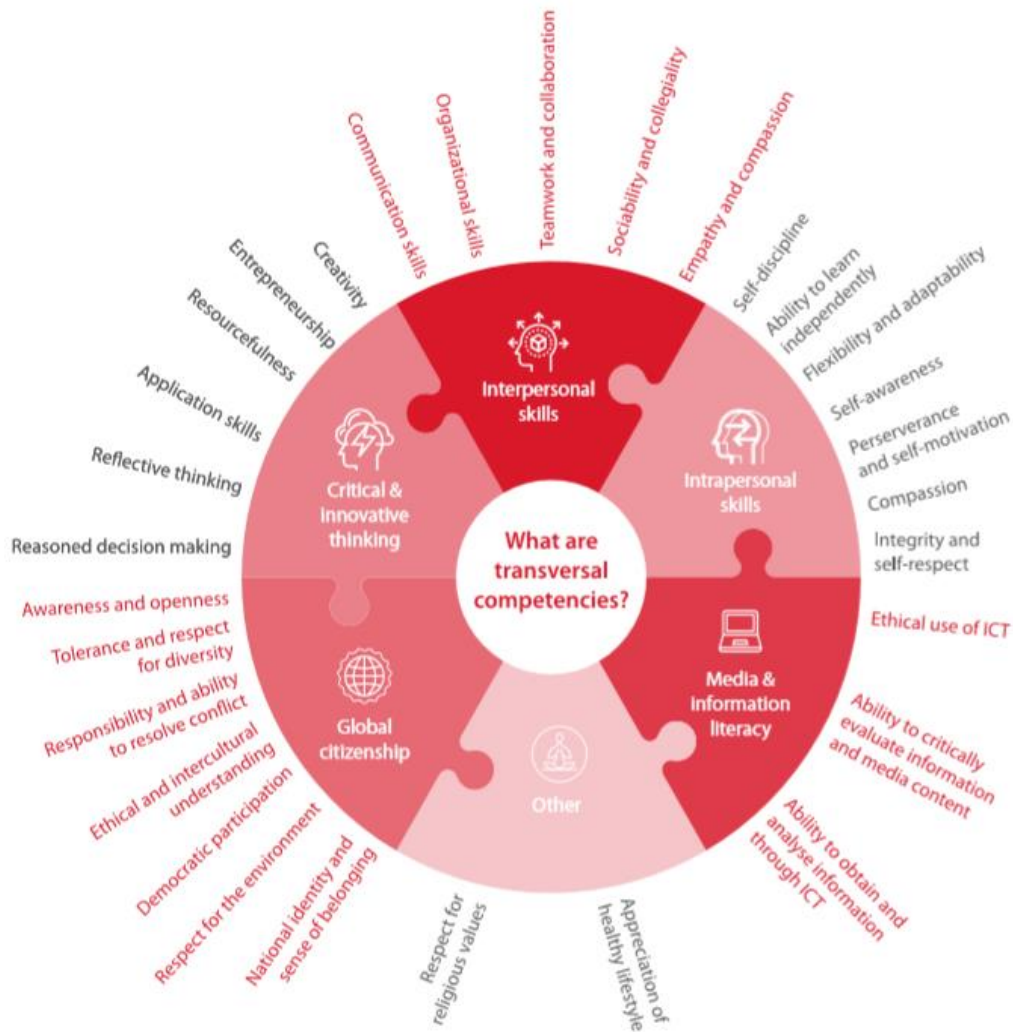 What are
transversal
competencies?
Interpersonal
skills
Communication skills
Organizational skills
Teamwork and collaboration
Sociability and collegiality
Empathy and compassion
Intrapersonal
skills
Self-discipline
Ability to learn
independently
Flexibility and adaptability
Self-awareness
Perserverance
and self-motivation
Compassion
Integrity and
self-respect
Media &
information
literacy
Ethical use of ICT
Ability to critically
evaluate information
and media content
Ability to obtain and
analyse information
through ICT
Other
Appreciation of
healthy lifestyle
Respect for
religious values
Global
citizenship
National identity and
sense of belonging
Respect for the environment
Democratic participation
Ethical and intercultural
understanding
Responsibility and ability
to resolve conflict
Tolerance and respect
for diversity
Awareness and openness
Critical &
innovative
thinking
Reasoned decision making
Reflective thinking
Application skills
Resourcefulness
Entrepreneurship
Creativity